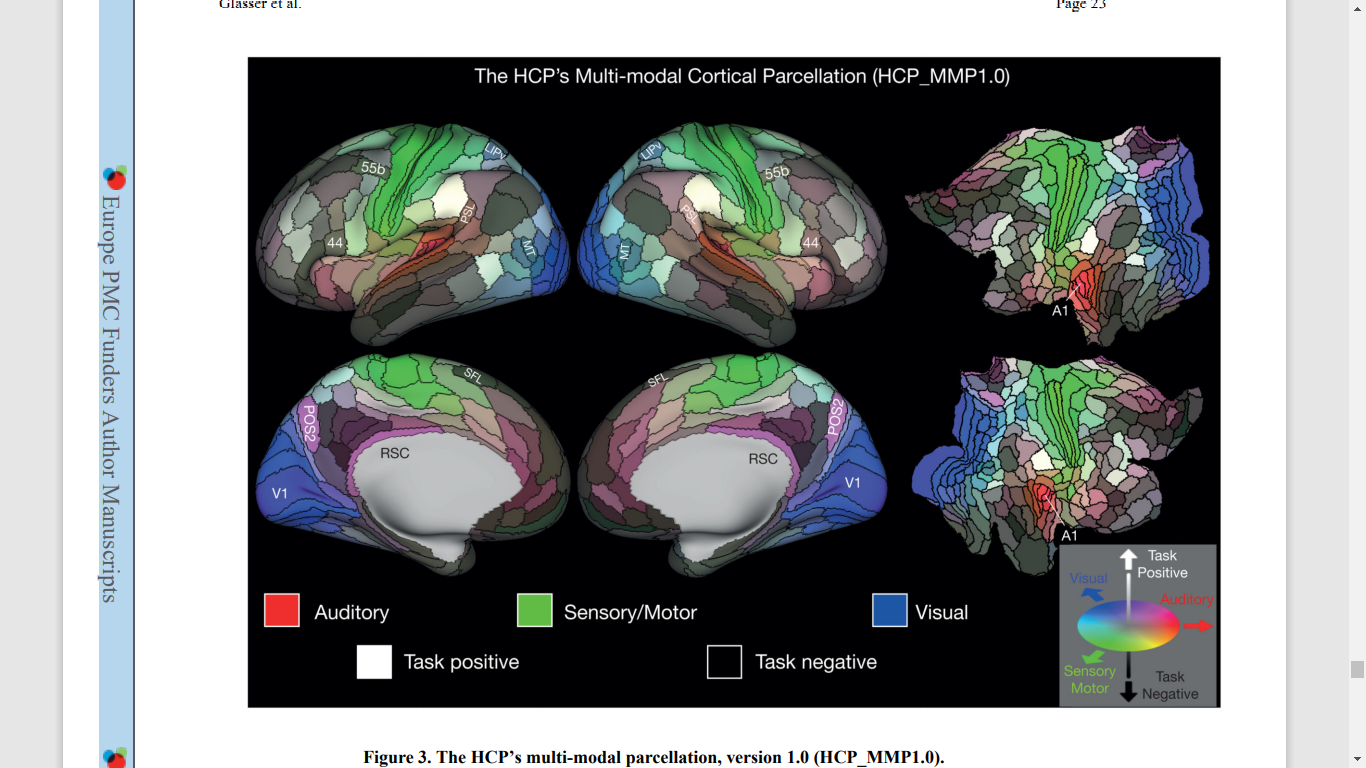 Glasser et al.
Page 23
Europe PMC Funders Author Manuscripts
The HCP's Multi-modal Cortical Parcellation (HCP_MMP1.0)
55b
LIPv
PSL
44
MT
LIPv
55b
PSL
MT
44
A1
SFL
POS2
RSC
V1
SFL
POS2
RSC
V1
A1
Auditory
Sensory/Motor
Visual
Task positive
Task negative
Task
Positive
Visual
Auditory
Sensory
Motor
Task
Negative
Figure 3. The HCP’s multi-modal parcellation, version 1.0 (HCP_MMP1.0).